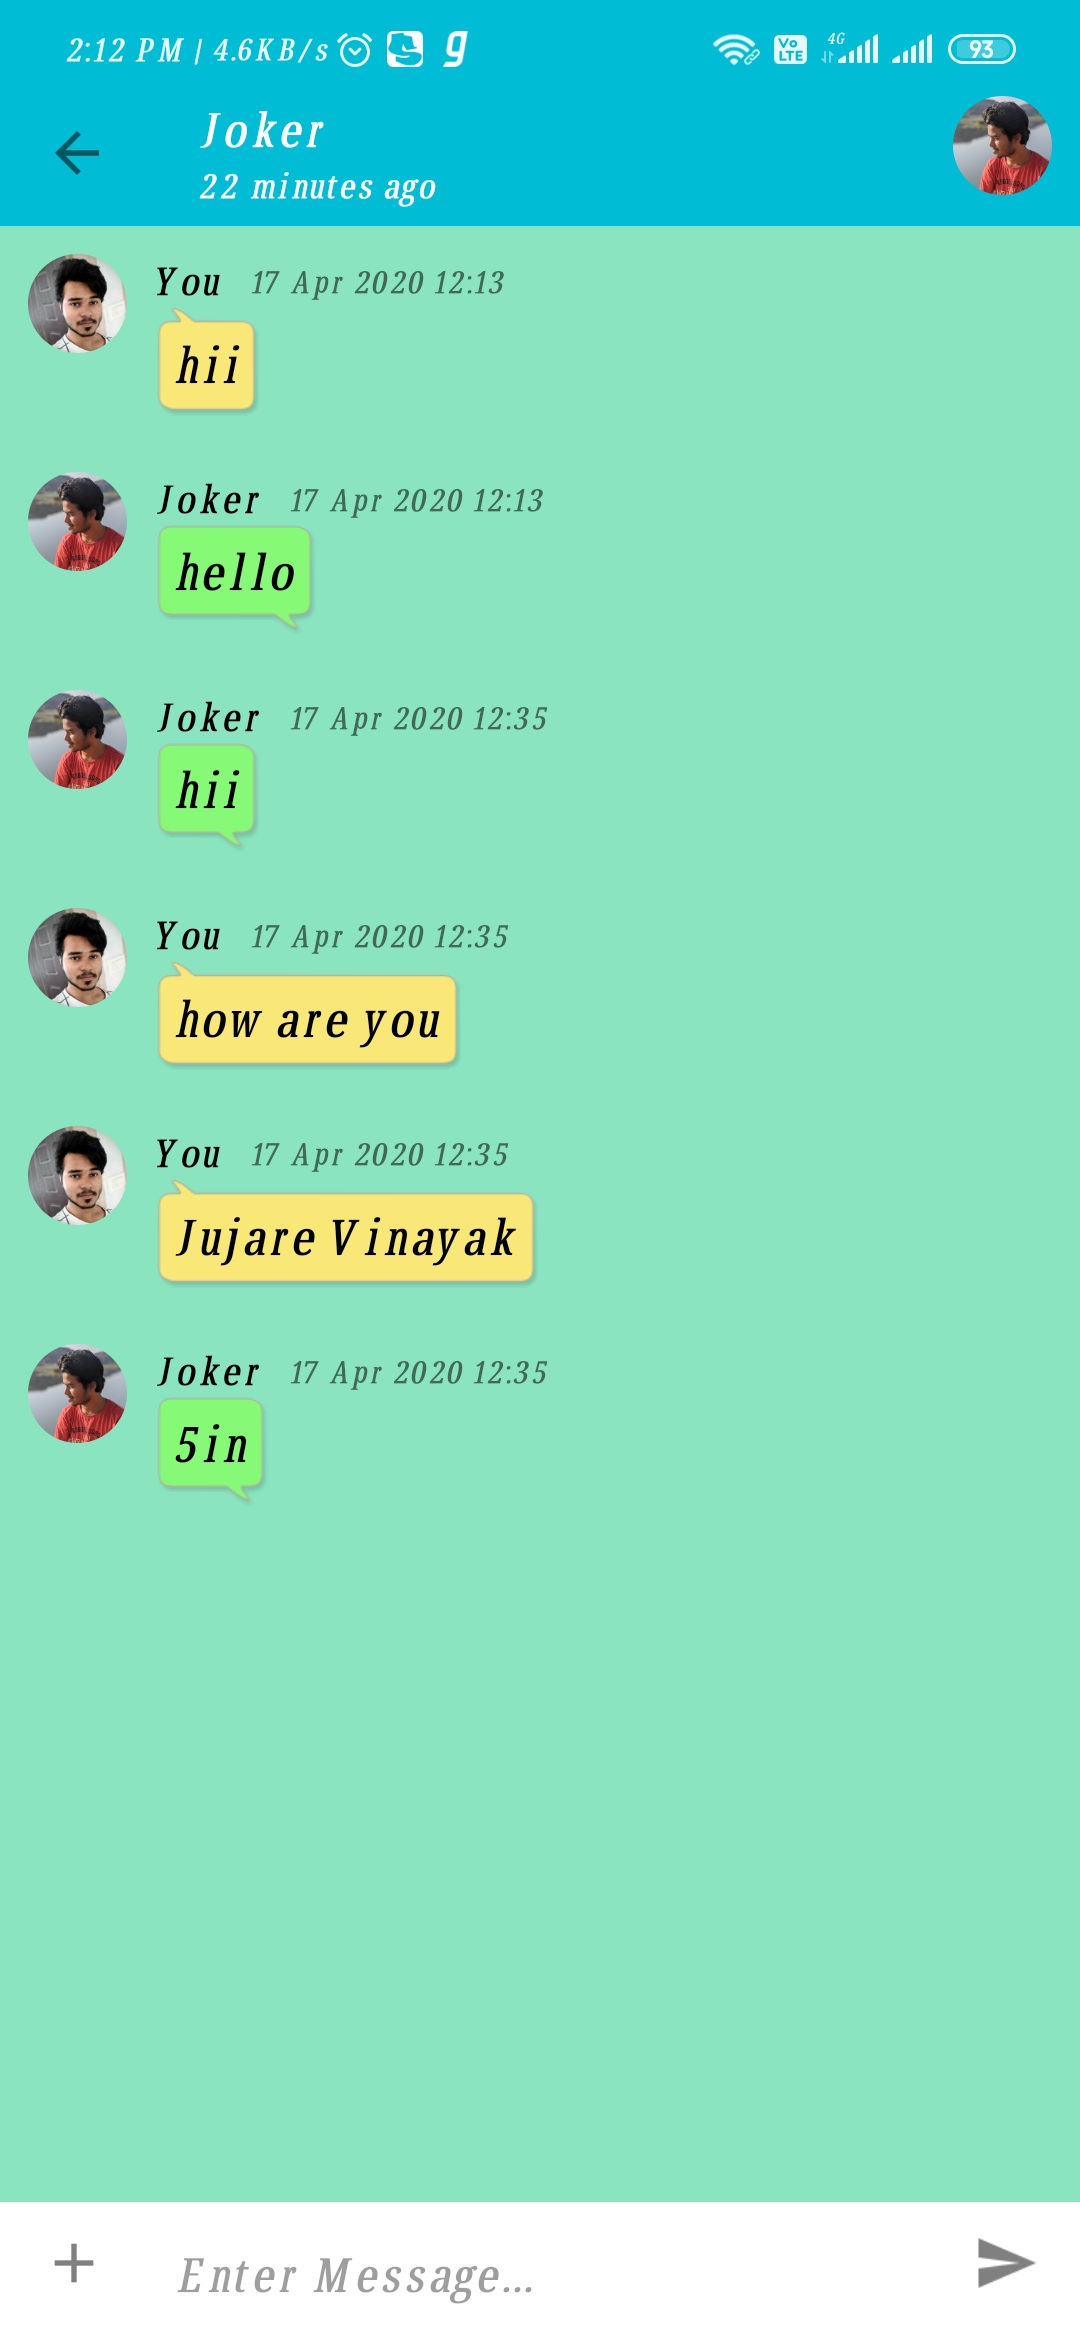 2:12 PM | 4.6KB/s g Vo LTE 4G 93
Joker
22 minutes ago
You 17 Apr 2020 12:13
hii
Joker 17 Apr 2020 12:13
hello
Joker 17 Apr 2020 12:35
hii
You 17 Apr 2020 12:35
how are you
You 17 Apr 2020 12:35
Jujare Vinayak
Joker 17 Apr 2020 12:35
5in
Enter Message...